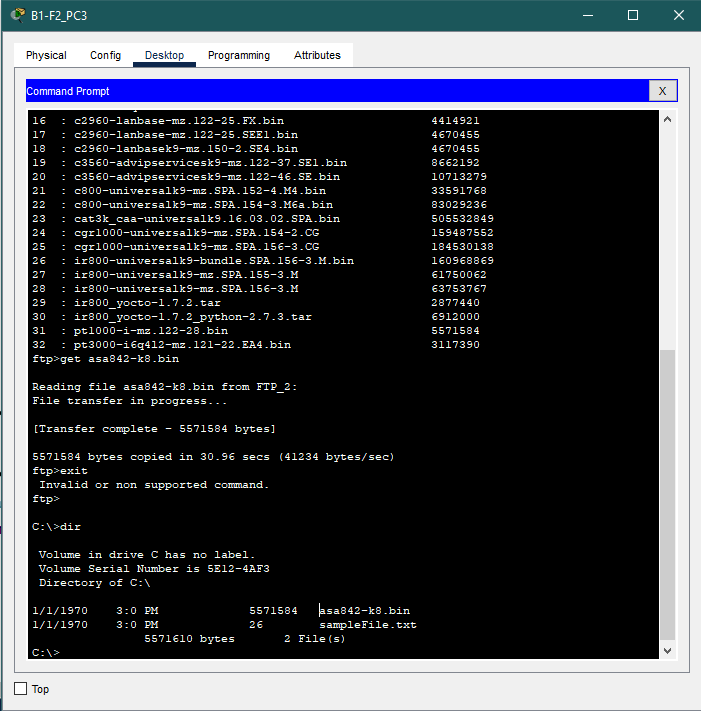 B1-F2_PC3
Physical Config Desktop Programming Attributes
Command Prompt X
16 : c2960-lanbase-mz.122-25.FX.bin 4414921
17 : c2960-lanbase-mz.122-25.SEE1.bin 4670455
18 : c2960-lanbasek9-mz.150-2.SE4.bin 4670455
19 : c3560-advipservicesk9-mz.122-37.SE1.bin 8662192
20 : c3560-advipservicesk9-mz.122-46.SE.bin 10713279
21 : c800-universalk9-mz.SPA.152-4.M4.bin 33591768
22 : c800-universalk9-mz.SPA.154-3.M6a.bin 83029236
23 : cat3k_caa-universalk9.16.03.02.SPA.bin 505532849
24 : cgr1000-universalk9-mz.SPA.154-2.CG 159487552
25 : cgr1000-universalk9-mz.SPA.156-3.CG 184530138
26 : ir800-universalk9-bundle.SPA.156-3.M.bin 160968869
27 : ir800-universalk9-mz.SPA.155-3.M 61750062
28 : ir800-universalk9-mz.SPA.156-3.M 63753767
29 : ir800_yocto-1.7.2.tar 2877440
30 : ir800_yocto-1.7.2_python-2.7.3.tar 6912000
31 : pt1000-i-mz.122-28.bin 5571584
32 : pt3000-i6q4l2-mz.121-22.EA4.bin 3117390
ftp>get asa842-k8.bin
Reading file asa842-k8.bin from FTP_2:
File transfer in progress...
[Transfer complete - 5571584 bytes]
5571584 bytes copied in 30.96 secs (41234 bytes/sec)
ftp>exit
Invalid or non supported command.
ftp>
C:\>dir
Volume in drive C has no label.
Volume Serial Number is 5E12-4AF3
Directory of C:\
1/1/1970 3:0 PM 5571584 asa842-k8.bin
1/1/1970 3:0 PM 26 sampleFile.txt
5571610 bytes 2 File(s)
C:\>
Top